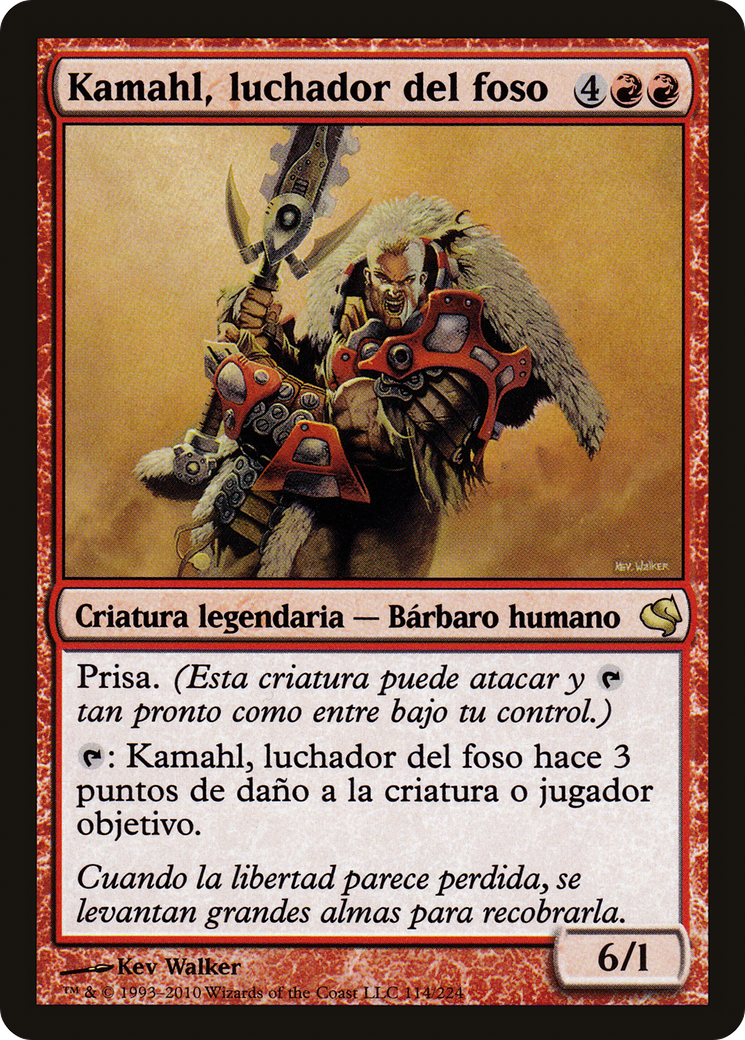 Kamahl, luchador del foso 4
KEV. WALKER
Criatura legendaria — Bárbaro humano
Prisa. (Esta criatura puede atacar y
tan pronto como entre bajo tu control.)
: Kamahl, luchador del foso hace 3
puntos de daño a la criatura o jugador
objetivo.
Cuando la libertad parece perdida, se
levantan grandes almas para recobrarla.
6/1
Kev Walker
™ & © 1993–2010 Wizards of the Coast LLC 114/224